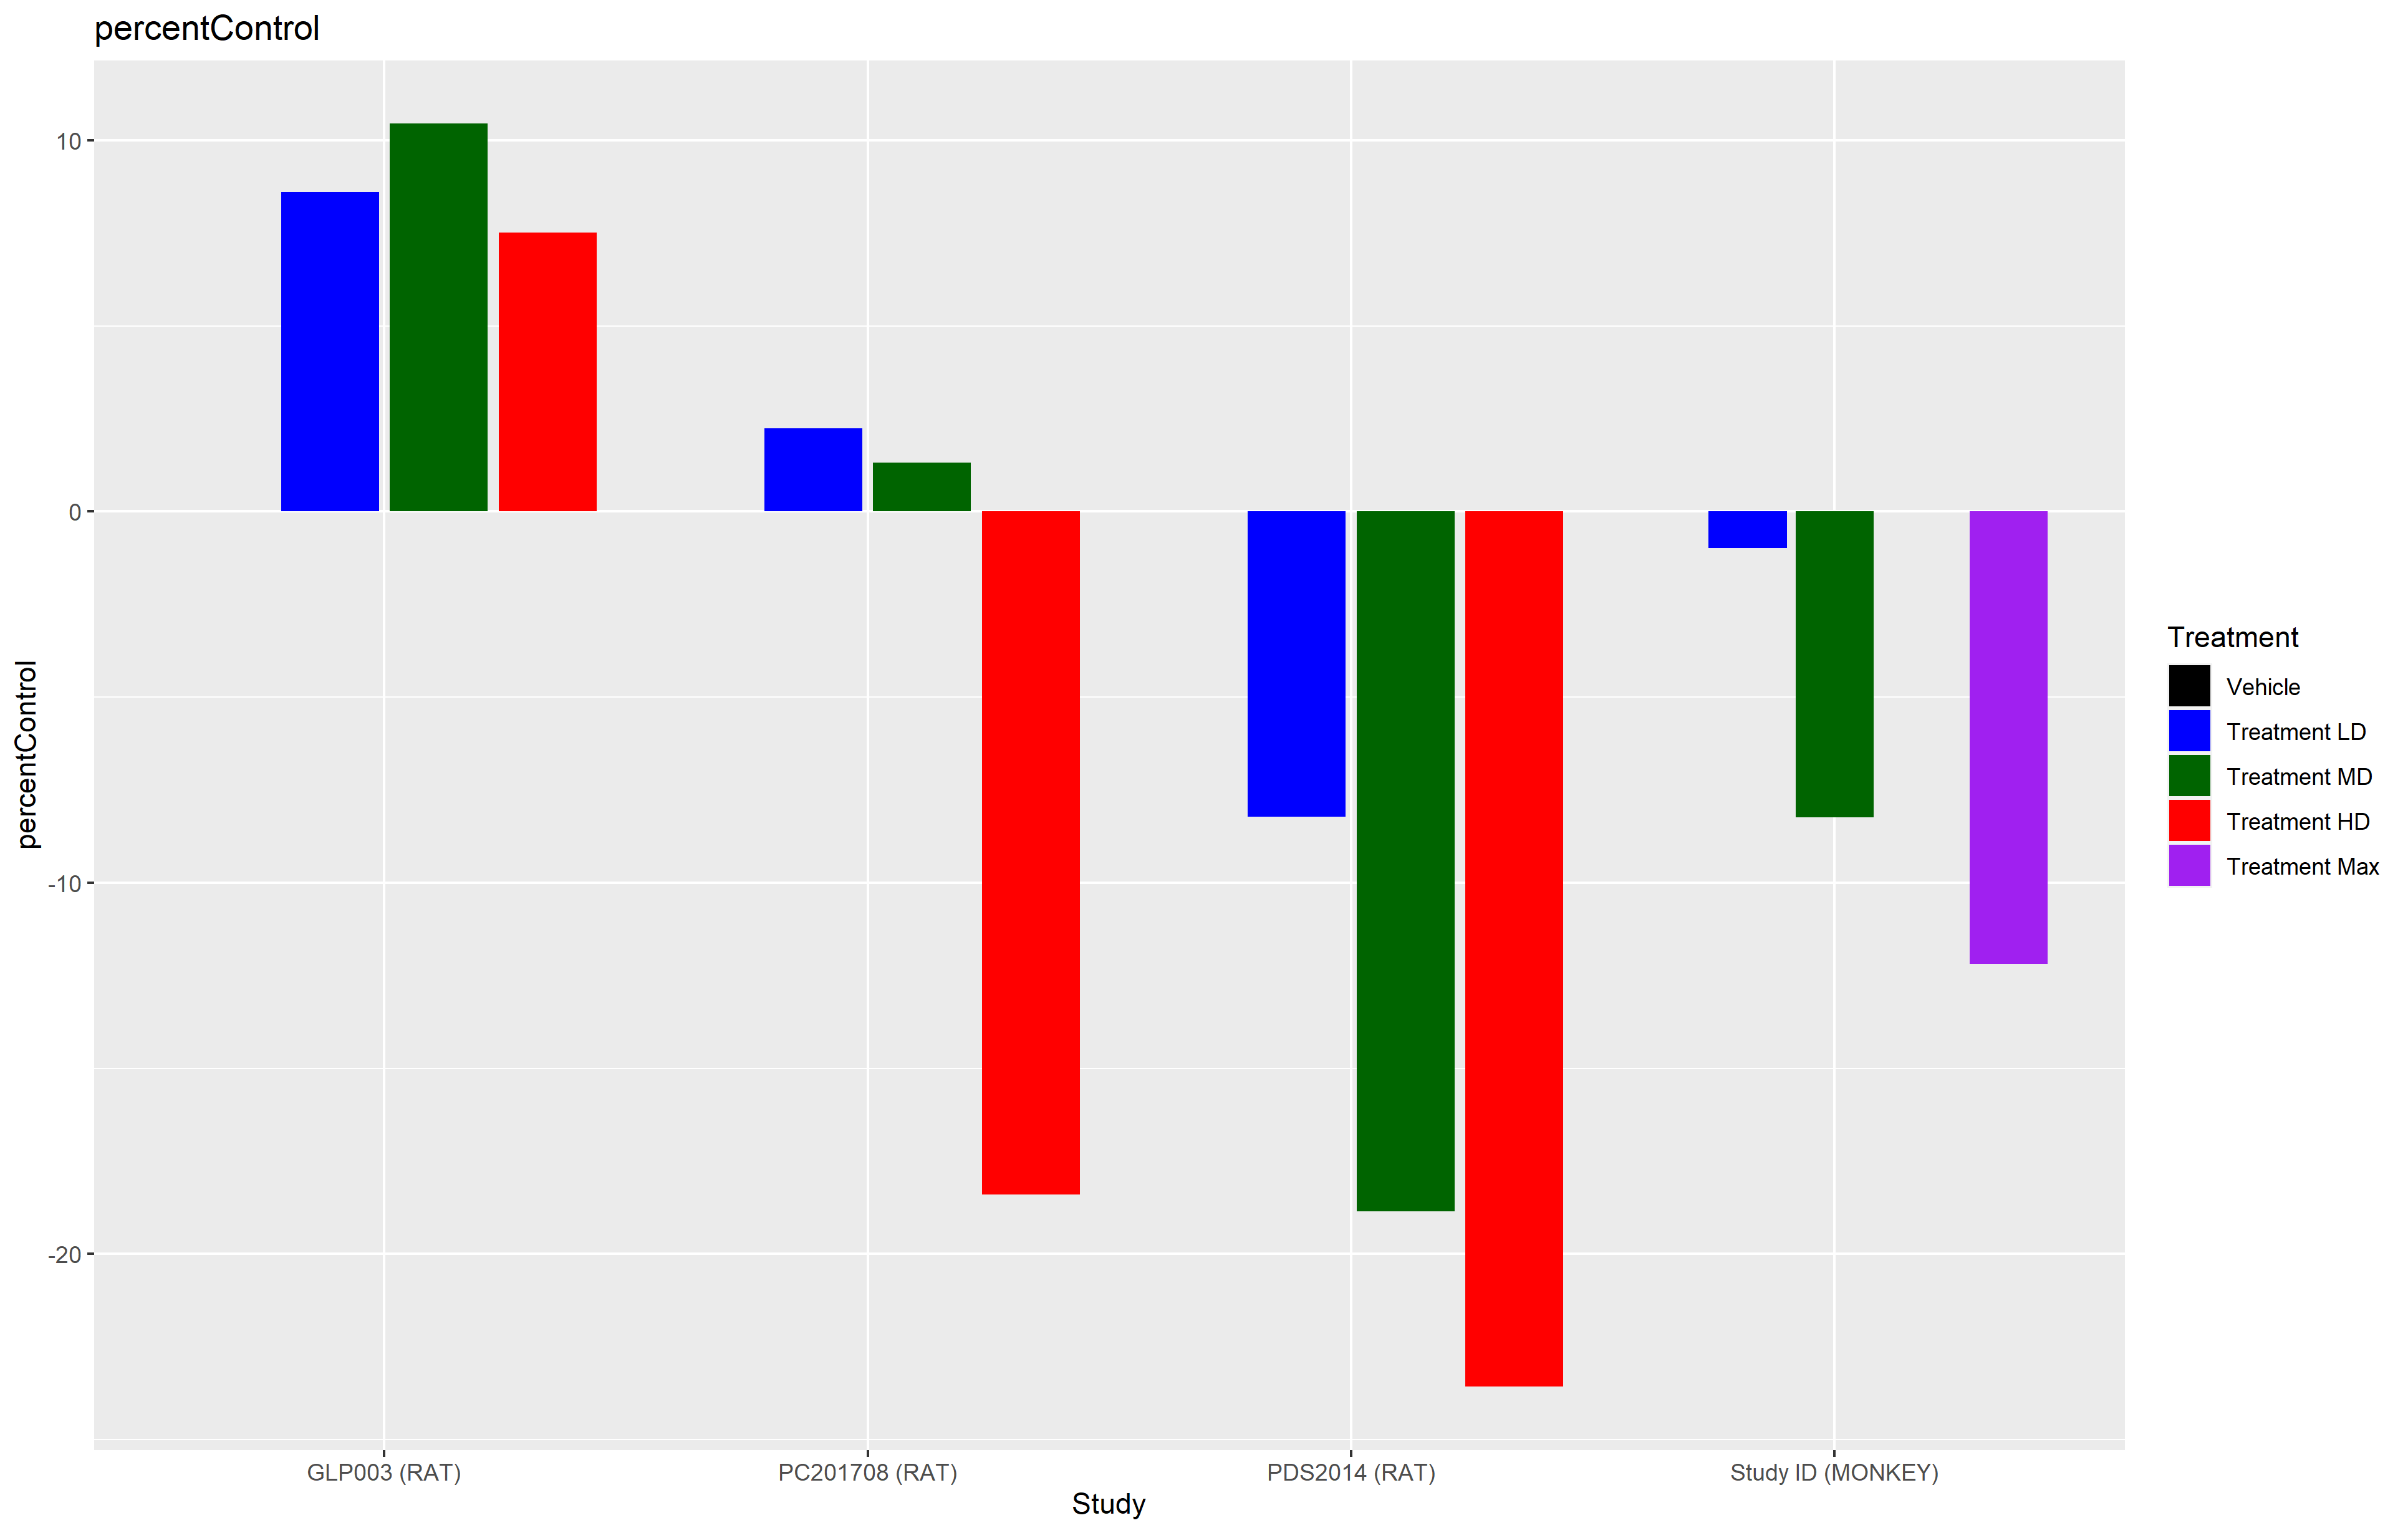 percentControl
percentControl
10
0
-10
-20
GLP003 (RAT)
PC201708 (RAT)
PDS2014 (RAT)
Study ID (MONKEY)
Study
Treatment
Vehicle
Treatment LD
Treatment MD
Treatment HD
Treatment Max